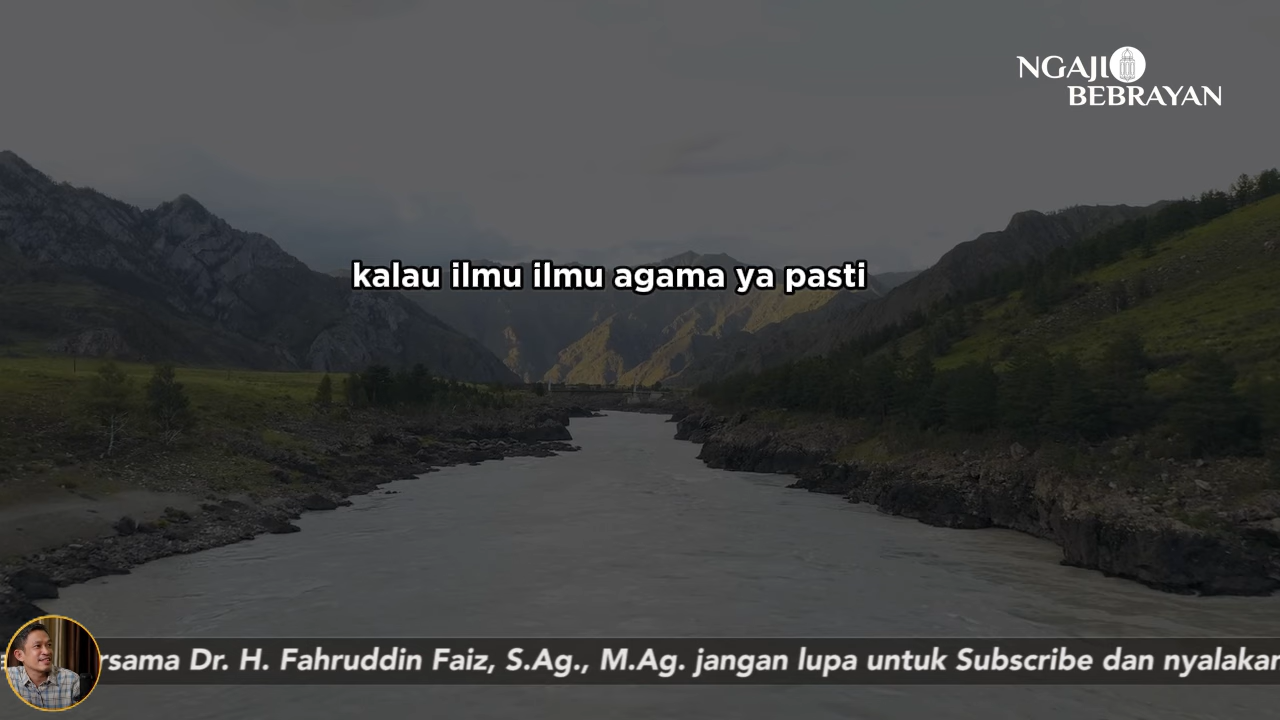 NGAJI
BEBRAYAN
kalau ilmu ilmu agama ya pasti
rsama Dr. H. Fahruddin Faiz, S.Ag., M.Ag. jangan lupa untuk Subscribe dan nyalakan